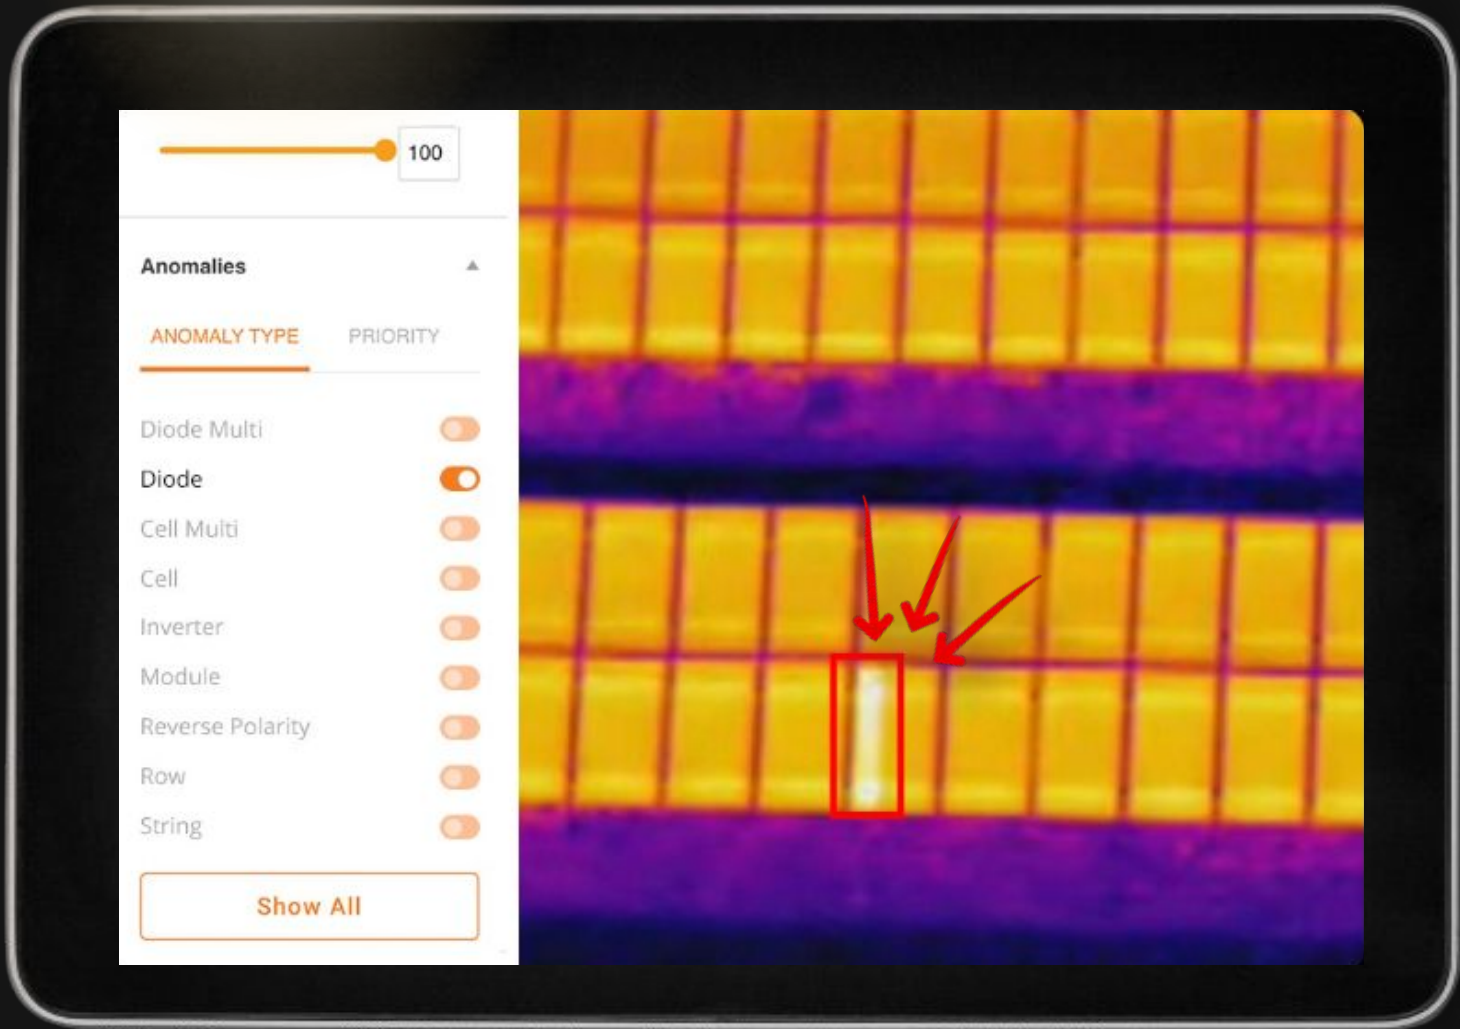 100
Anomalies
ANOMALY TYPE PRIORITY
Diode Multi
Diode
Cell Multi
Cell
Inverter
Module
Reverse Polarity
Row
String
Show All